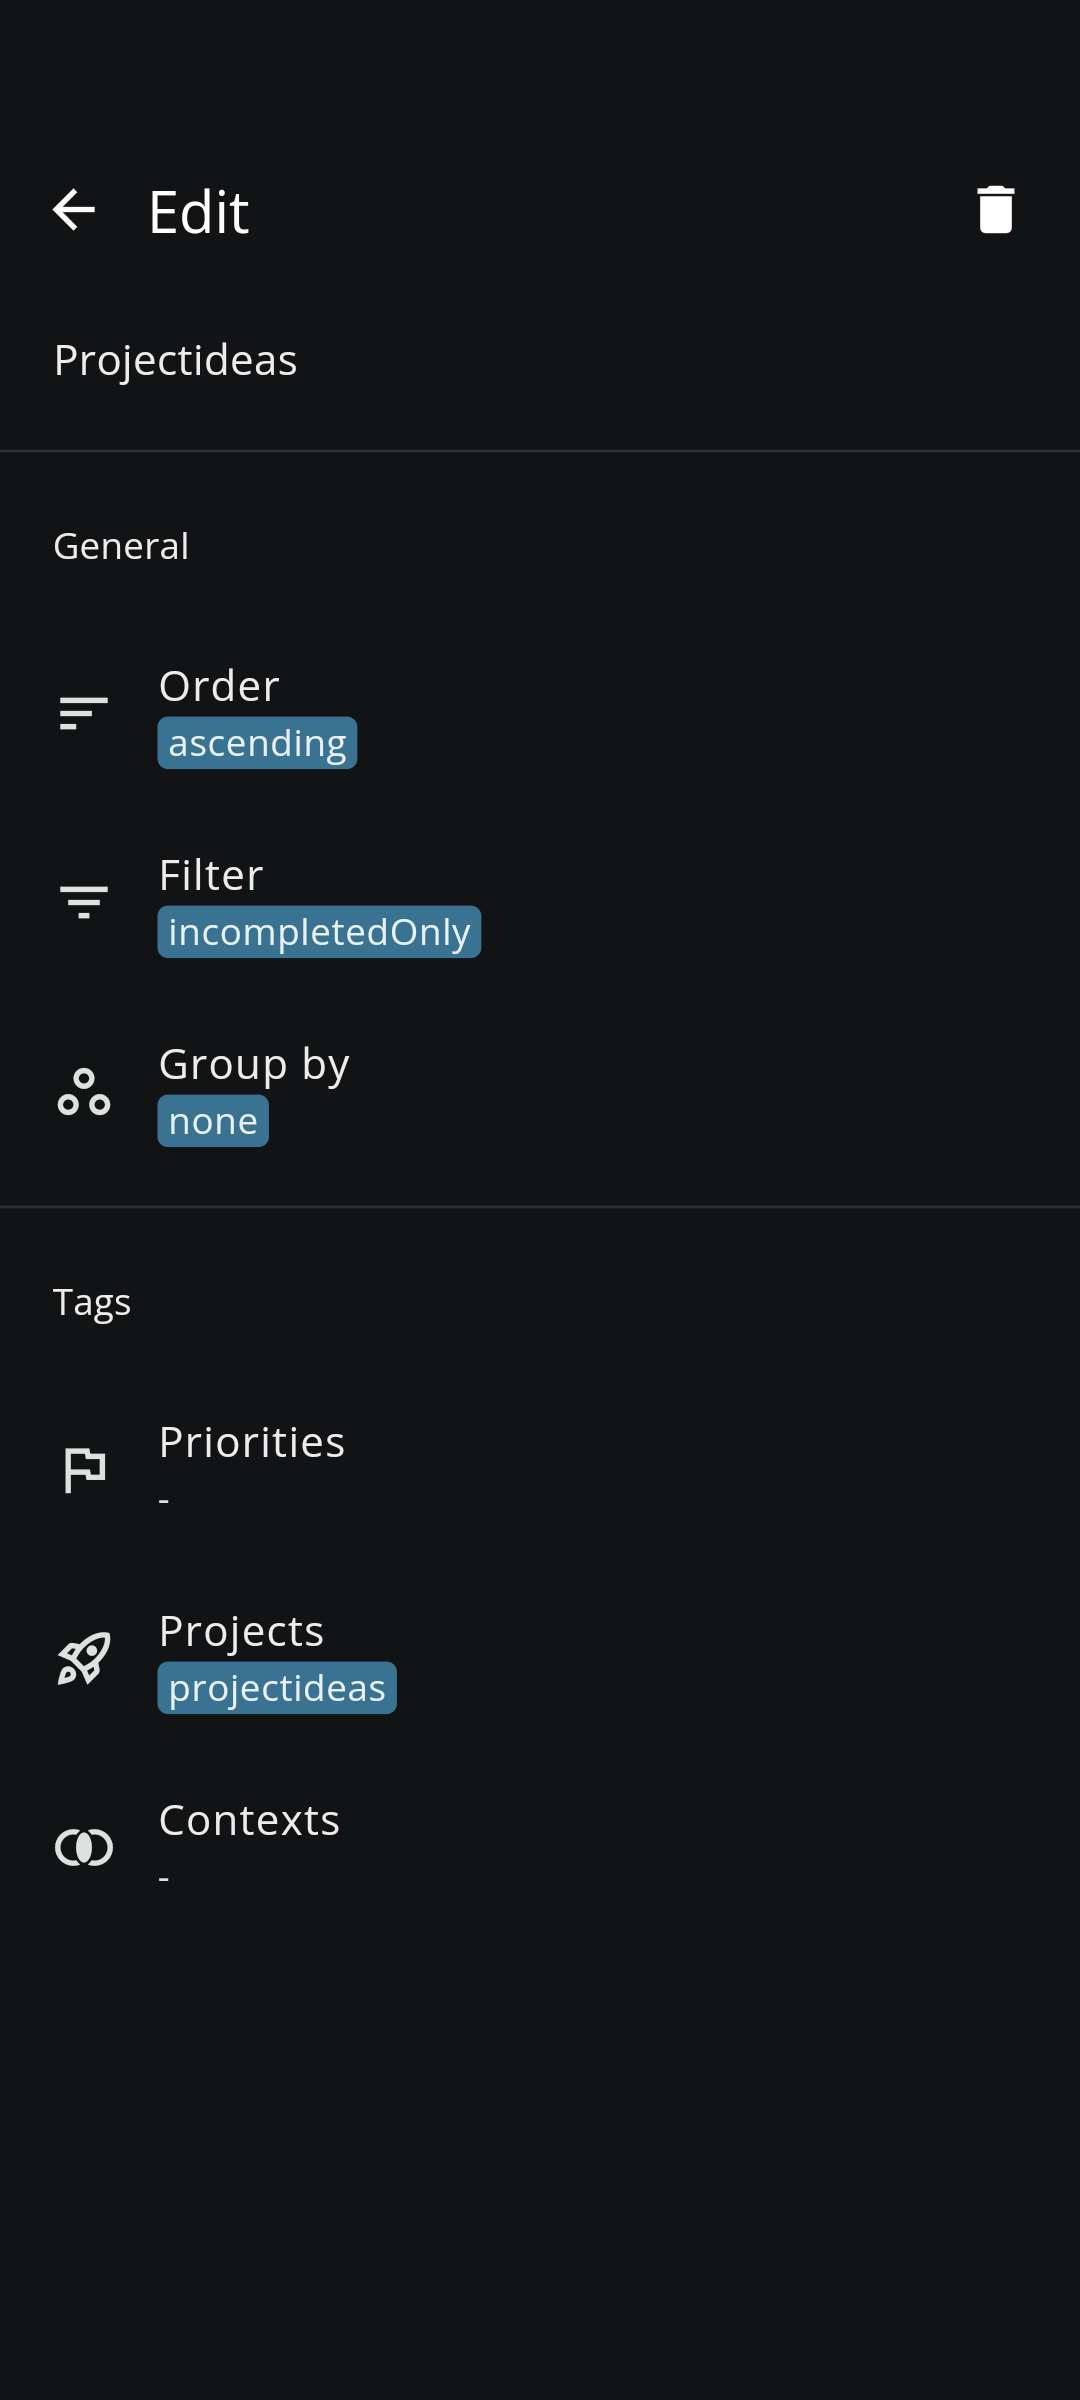 Edit
Projectideas
General
Order
ascending
Filter
incompletedOnly
Group by
none
Tags
Priorities
-
Projects
projectideas
Contexts
-